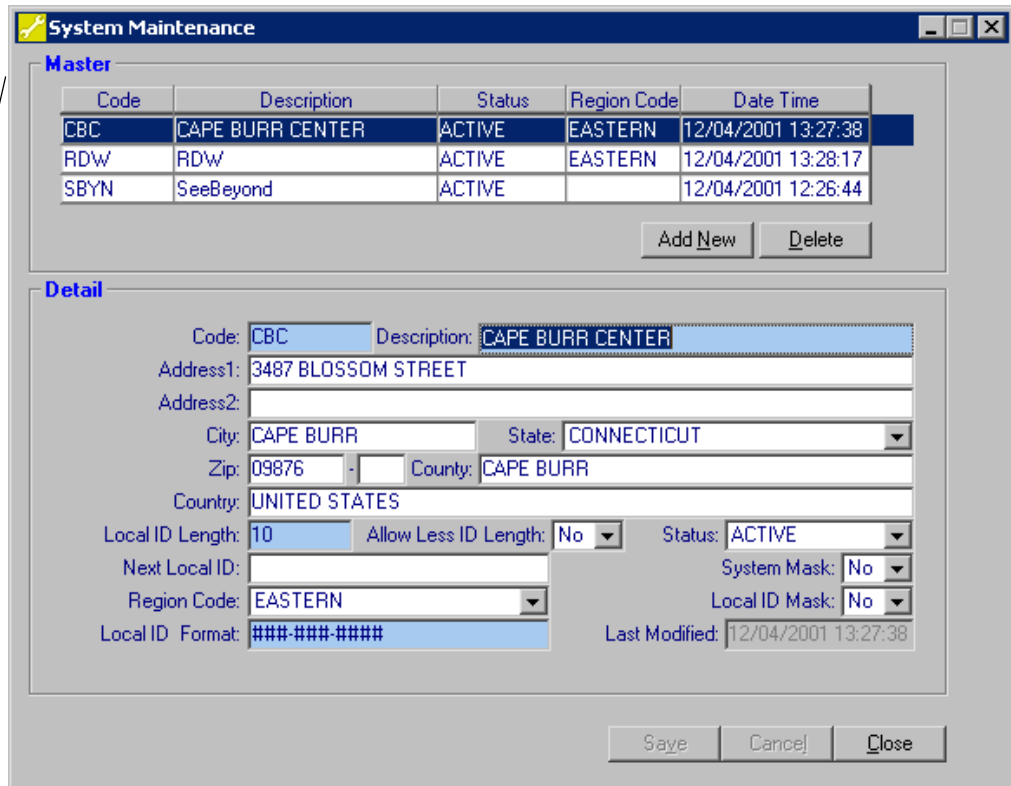 System Maintenance
Master
Code Description Status Region Code Date Time
CBC CAPE BURR CENTER ACTIVE EASTERN 12/04/2001 13:27:38
RDW RDW ACTIVE EASTERN 12/04/2001 13:28:17
SBYN SeeBeyond ACTIVE 12/04/2001 12:26:44
Add New Delete
Detail
Code: CBC Description: CAPE BURR CENTER
Address1: 3487 BLOSSOM STREET
Address2:
City: CAPE BURR State: CONNECTICUT
Zip: 09876 - County: CAPE BURR
Country: UNITED STATES
Local ID Length: 10 Allow Less ID Length: No Status: ACTIVE
Next Local ID: System Mask: No
Region Code: EASTERN Local ID Mask: No
Local ID Format: ###-###-#### Last Modified: 12/04/2001 13:27:38
Save Cancel Close